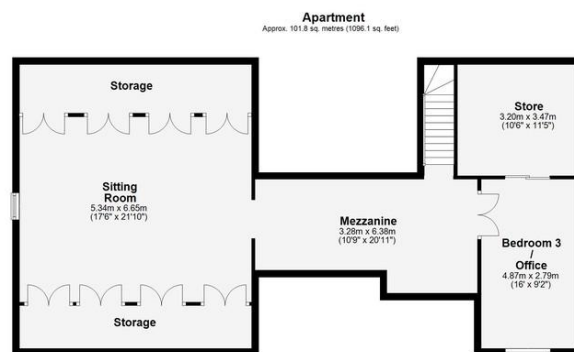 Apartment
Approx. 101.8 sq. metres (1096.1 sq. feet)
Storage
Store
3.20m x 3.47m
(10'6" x 11'5")
Sitting
Room
5.34m x 6.65m
(17'6" x 21'10")
Mezzanine
3.28m x 6.38m
(10'9" x 20'11")
Bedroom 3
/
Office
4.87m x 2.79m
(16' x 9'2")
Storage